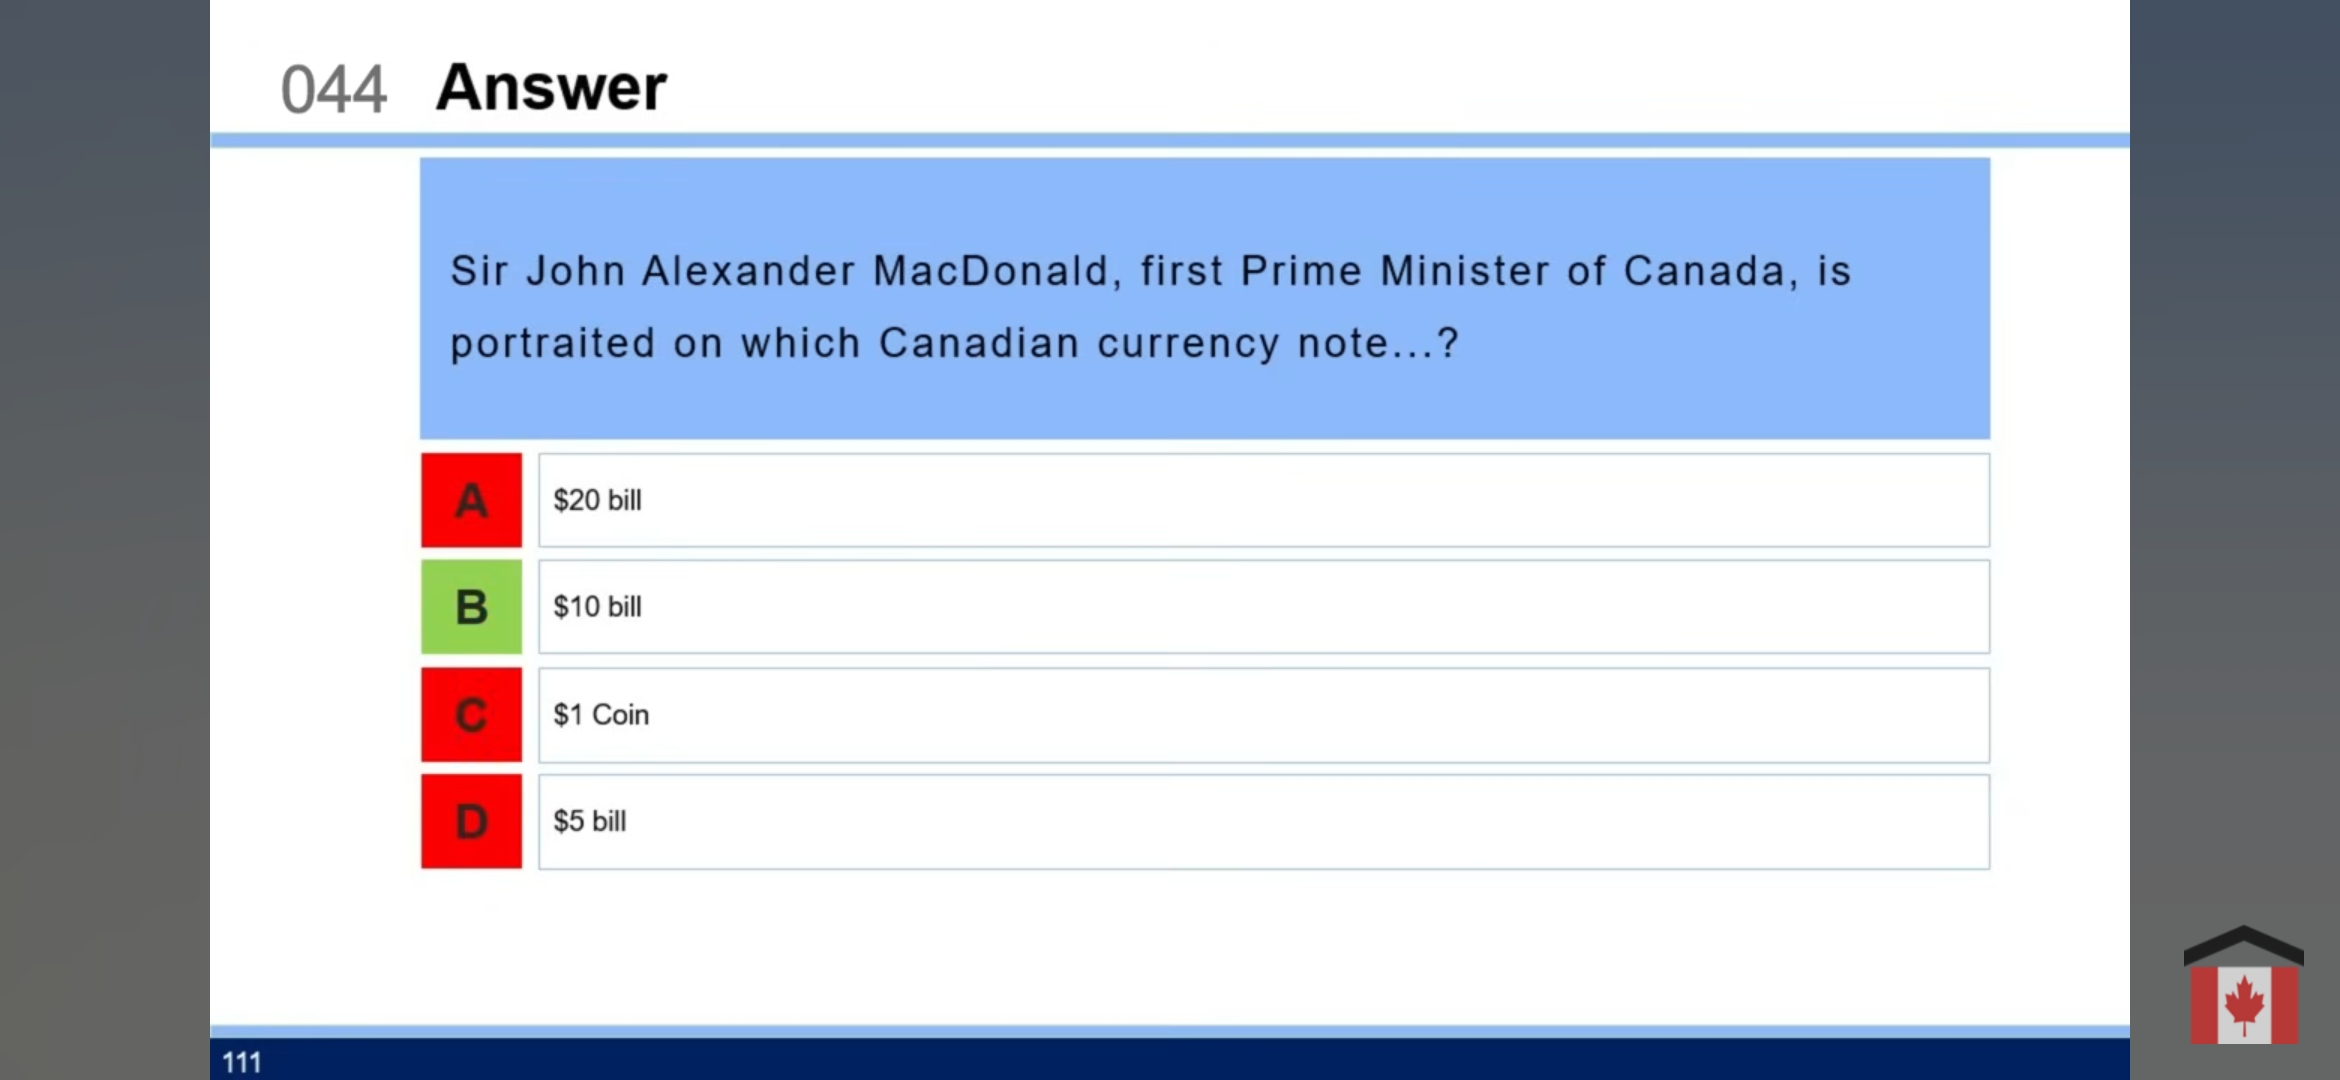 044 Answer
Sir John Alexander MacDonald, first Prime Minister of Canada, is
portraited on which Canadian currency note...?
A $20 bill
B $10 bill
C $1 Coin
D $5 bill
111